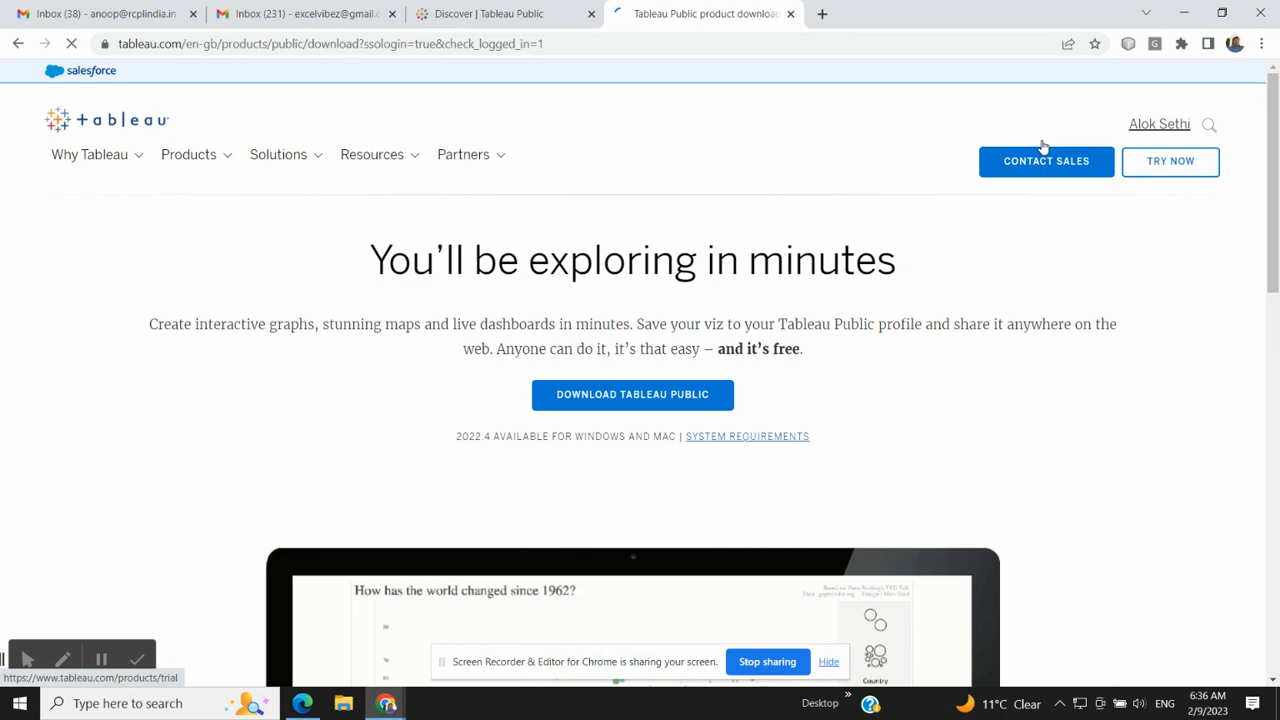 Inbox (38) - anoop@rcplindia.in
Inbox (231) - excelvibez@gmail.c
Discover | Tableau Public
Tableau Public product download
tableau.com/en-gb/products/public/download?ssologin=true&check_logged_in=1
salesforce
+ableau
Alok Sethi
Why Tableau
Products
Solutions
Resources
Partners
CONTACT SALES
TRY NOW
You'll be exploring in minutes
Create interactive graphs, stunning maps and live dashboards in minutes. Save your viz to your Tableau Public profile and share it anywhere on the
web. Anyone can do it, it's that easy – and it's free.
DOWNLOAD TABLEAU PUBLIC
2022.4 AVAILABLE FOR WINDOWS AND MAC | SYSTEM REQUIREMENTS
How has the world changed since 1962?
Country
Screen Recorder & Editor for Chrome is sharing your screen.
Stop sharing
Hide
https://www.tableau.com/products/trial
Type here to search
Desktop
11°C Clear
ENG
6:36 AM
2/9/2023